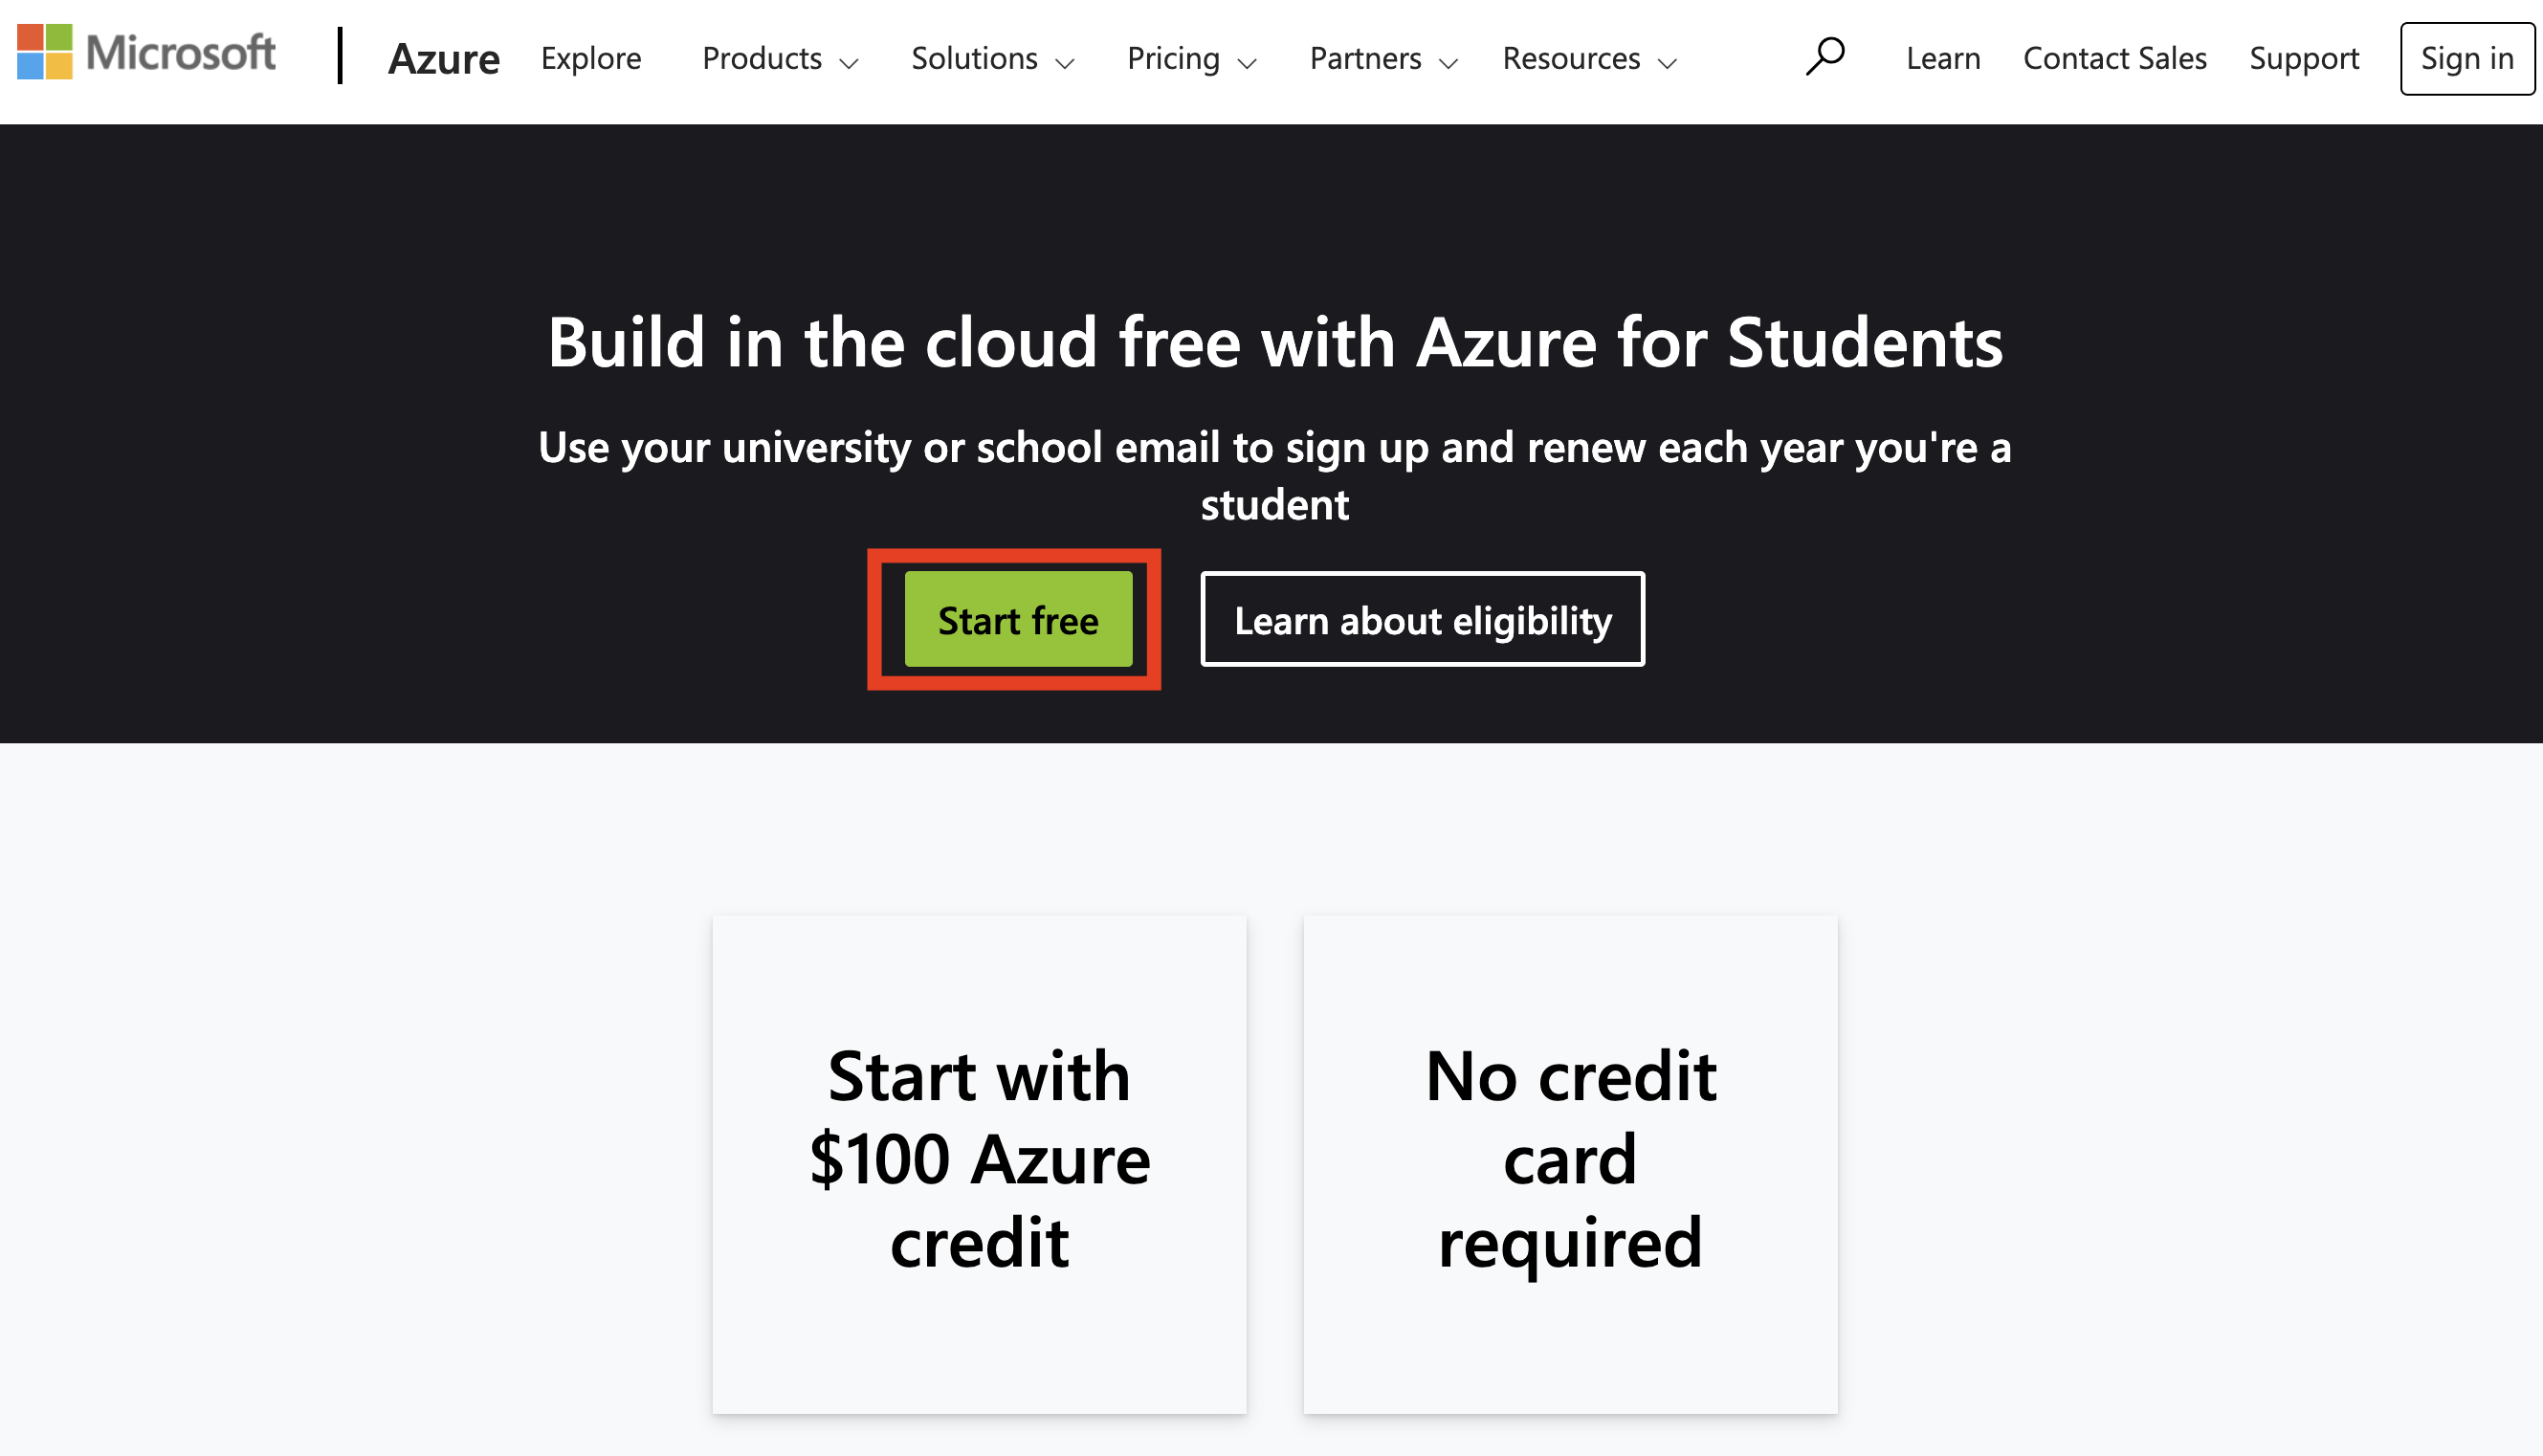 Microsoft Azure Explore Products Solutions Pricing Partners Resources Learn Contact Sales Support Sign in
Build in the cloud free with Azure for Students
Use your university or school email to sign up and renew each year you're a
student
Start free Learn about eligibility
Start with
$100 Azure
credit
No credit
card
required